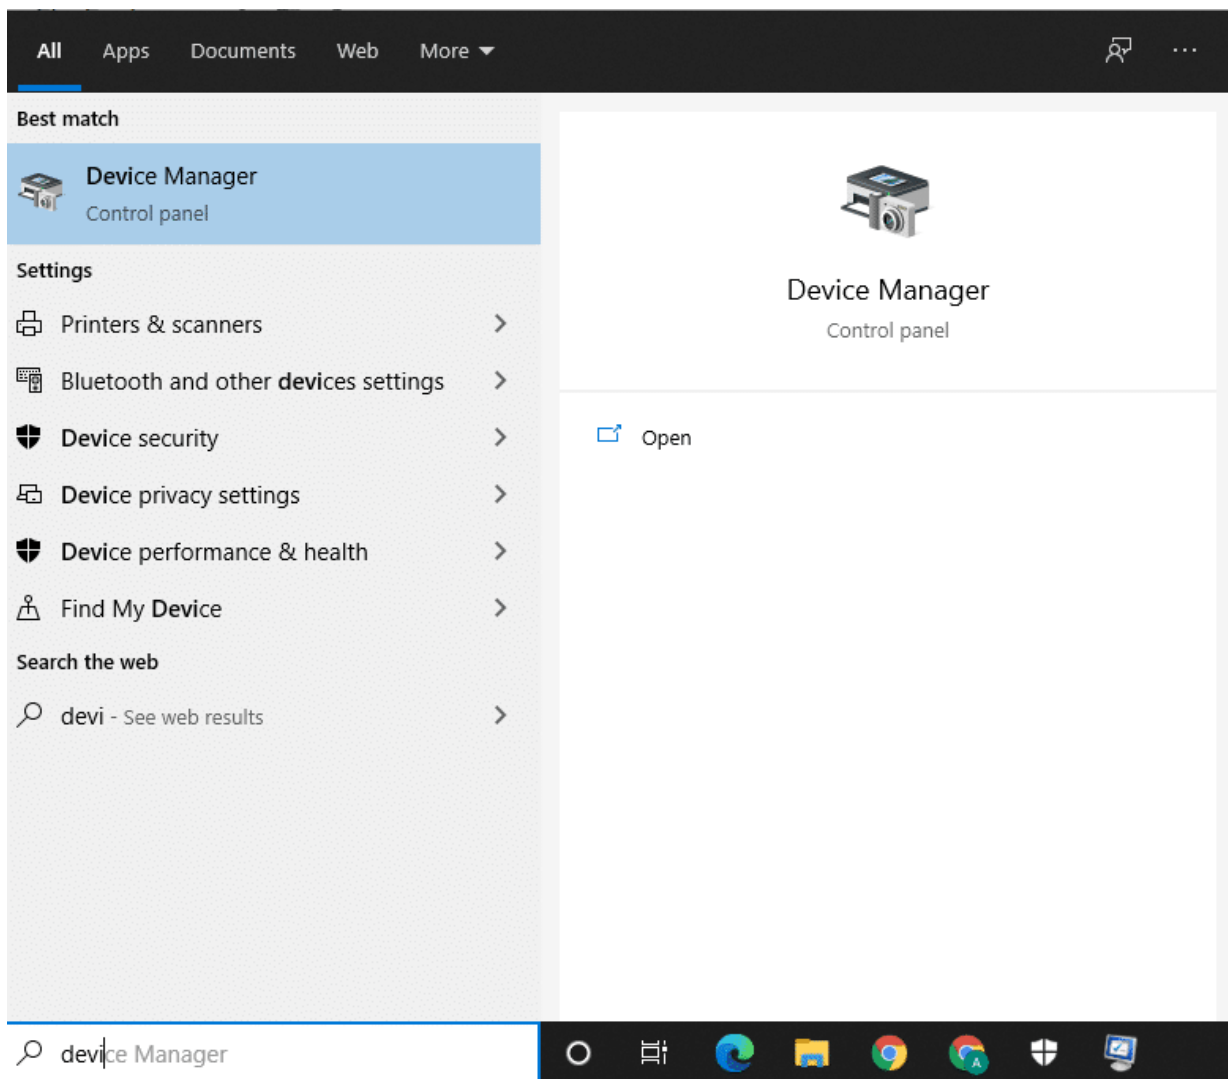 All Apps Documents Web More
Best match
Device Manager
Control panel
Settings
Printers & scanners
Bluetooth and other devices settings
Device security
Device privacy settings
Device performance & health
Find My Device
Search the web
devi - See web results
Device Manager
Control panel
Open
device Manager
A